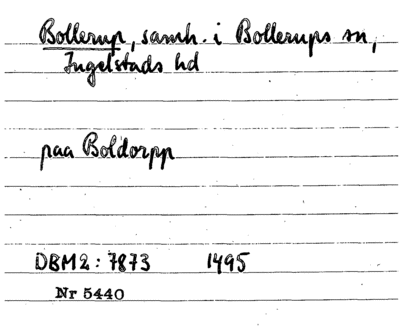 Bollerup, samh. i Bollerups sn,
Ingelstads hd
paa Boldorpp
DBM2: 7873 1495
Nr 5440